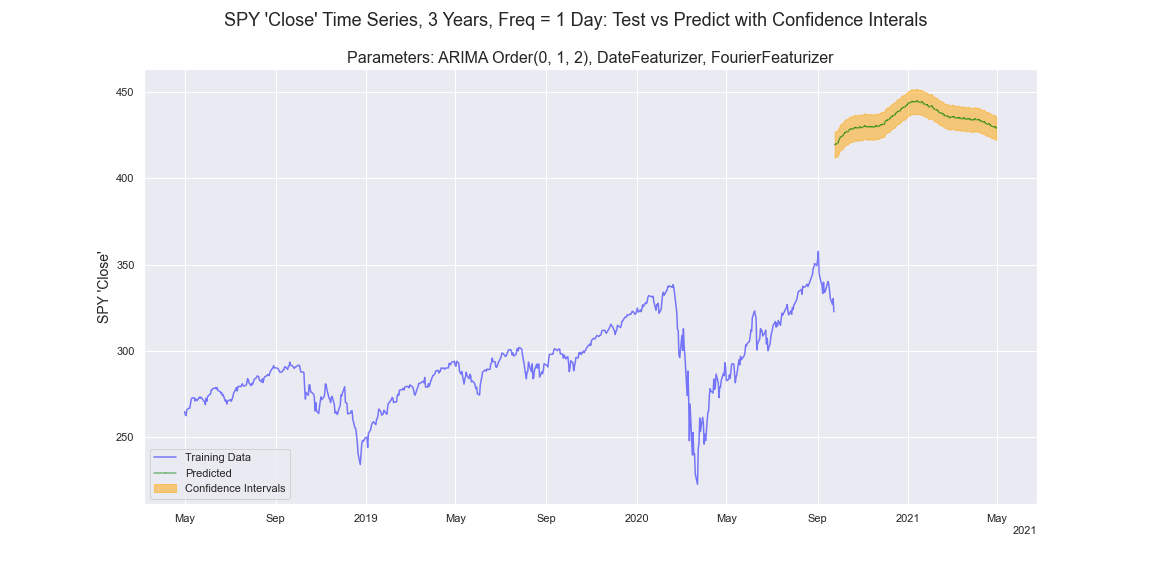 SPY 'Close' Time Series, 3 Years, Freq = 1 Day: Test vs Predict with Confidence Interals
Parameters: ARIMA Order(0, 1, 2), DateFeaturizer, FourierFeaturizer
450
400
350
300
250
SPY 'Close'
Training Data
Predicted
Confidence Intervals
May Sep 2019 May Sep 2020 May Sep 2021 May
2021